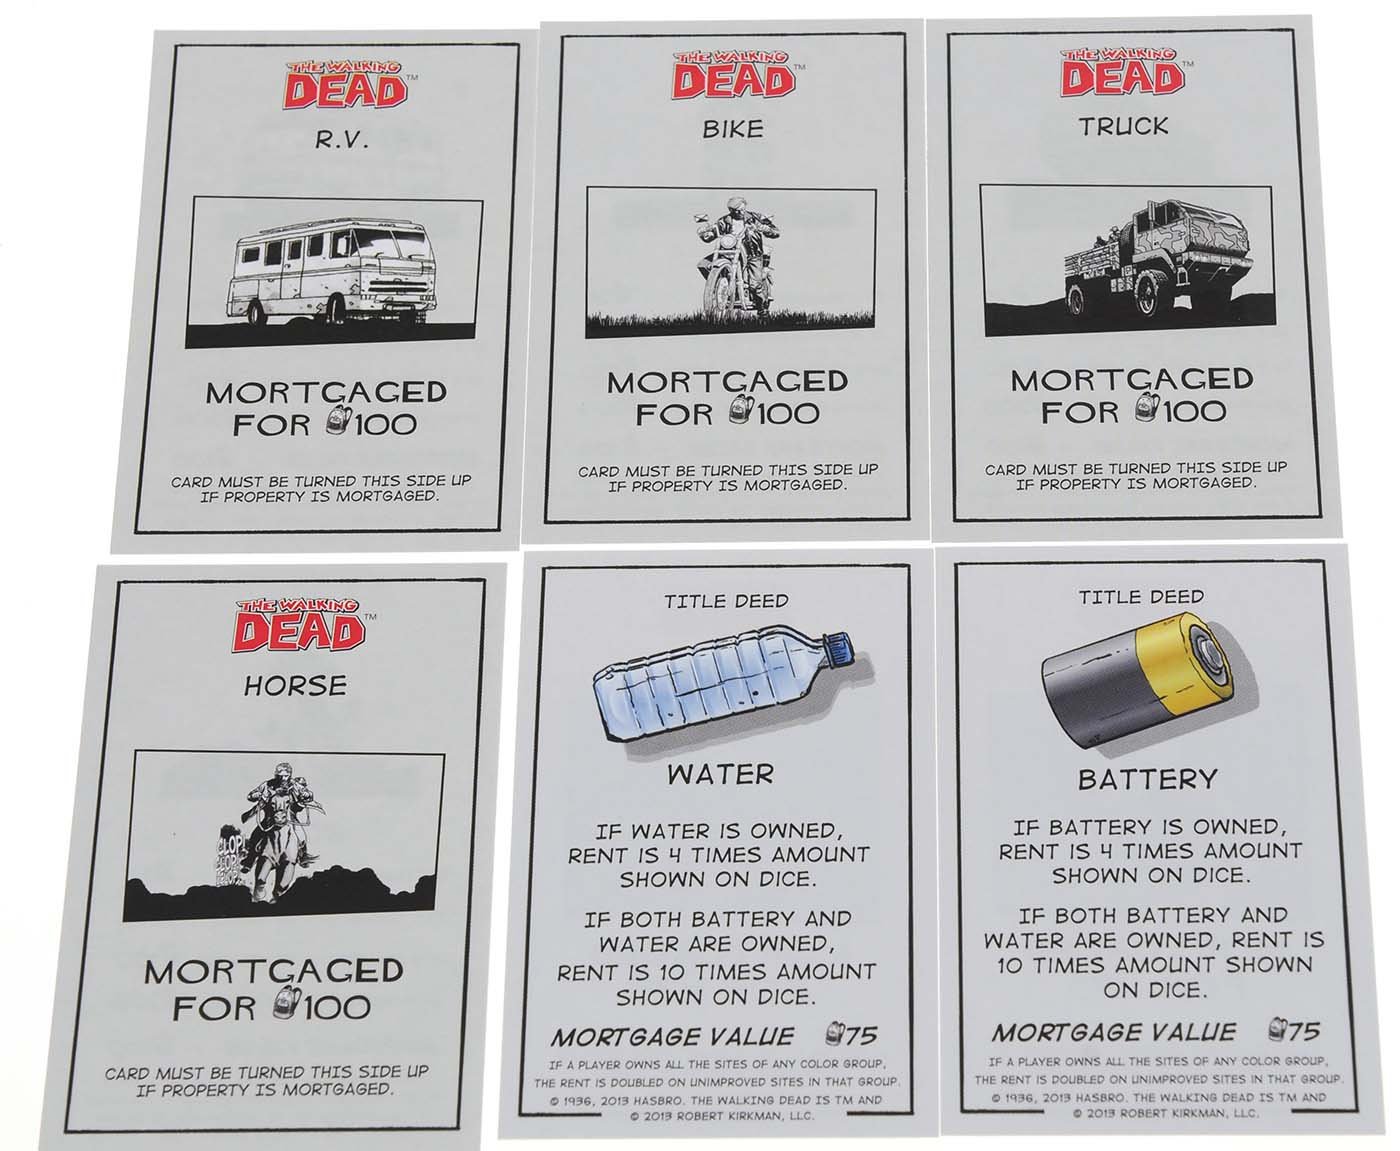 THE WALKING
DEAD™
R.V.
MORTGAGED
FOR 100
CARD MUST BE TURNED THIS SIDE UP
IF PROPERTY IS MORTGAGED.
THE WALKING
DEAD™
BIKE
MORTGAGED
FOR 100
CARD MUST BE TURNED THIS SIDE UP
IF PROPERTY IS MORTGAGED.
THE WALKING
DEAD™
TRUCK
MORTGAGED
FOR 100
CARD MUST BE TURNED THIS SIDE UP
IF PROPERTY IS MORTGAGED.
THE WALKING
DEAD™
HORSE
CLOP!
MORTGAGED
FOR 100
CARD MUST BE TURNED THIS SIDE UP
IF PROPERTY IS MORTGAGED.
TITLE DEED
WATER
IF WATER IS OWNED,
RENT IS 4 TIMES AMOUNT
SHOWN ON DICE.
IF BOTH BATTERY AND
WATER ARE OWNED,
RENT IS 10 TIMES AMOUNT
SHOWN ON DICE.
MORTGAGE VALUE 75
IF A PLAYER OWNS ALL THE SITES OF ANY COLOR GROUP,
THE RENT IS DOUBLED ON UNIMPROVED SITES IN THAT GROUP.
© 1936, 2013 HASBRO. THE WALKING DEAD IS TM AND
© 2013 ROBERT KIRKMAN, LLC.
TITLE DEED
BATTERY
IF BATTERY IS OWNED,
RENT IS 4 TIMES AMOUNT
SHOWN ON DICE.
IF BOTH BATTERY AND
WATER ARE OWNED, RENT IS
10 TIMES AMOUNT SHOWN
ON DICE.
MORTGAGE VALUE 75
IF A PLAYER OWNS ALL THE SITES OF ANY COLOR GROUP,
THE RENT IS DOUBLED ON UNIMPROVED SITES IN THAT GROUP.
© 1936, 2013 HASBRO. THE WALKING DEAD IS TM AND
© 2013 ROBERT KIRKMAN, LLC.